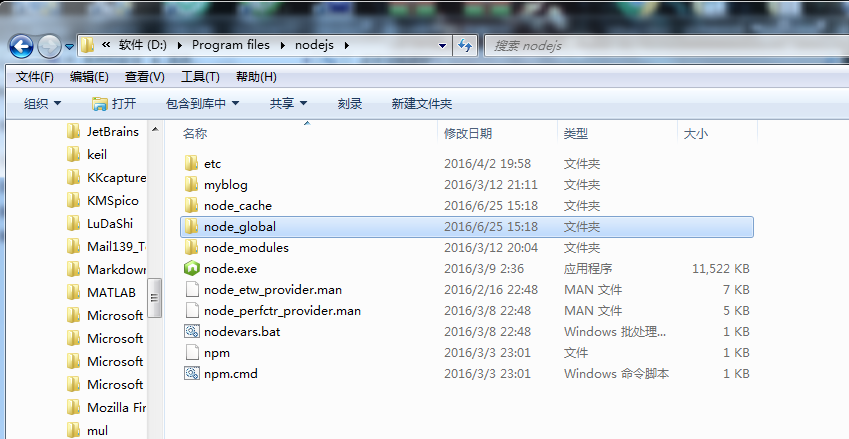 « 软件 (D:) ▸ Program files ▸ nodejs ▸
搜索 nodejs
文件(F) 编辑(E) 查看(V) 工具(T) 帮助(H)
组织 打开 包含到库中 共享 刻录 新建文件夹
JetBrains
keil
KKcapture
KMSpico
LuDaShi
Mail139_T
Markdown
MATLAB
Microsoft
Microsoft
Microsoft
Microsoft
Mozilla Fir
mul
名称 修改日期 类型 大小
etc 2016/4/2 19:58 文件夹
myblog 2016/3/12 21:11 文件夹
node_cache 2016/6/25 15:18 文件夹
node_global 2016/6/25 15:18 文件夹
node_modules 2016/3/12 20:04 文件夹
node.exe 2016/3/9 2:36 应用程序 11,522 KB
node_etw_provider.man 2016/2/16 22:48 MAN 文件 7 KB
node_perfctr_provider.man 2016/3/8 22:48 MAN 文件 5 KB
nodevars.bat 2016/3/8 22:48 Windows 批处理... 1 KB
npm 2016/3/3 23:01 文件 1 KB
npm.cmd 2016/3/3 23:01 Windows 命令脚本 1 KB